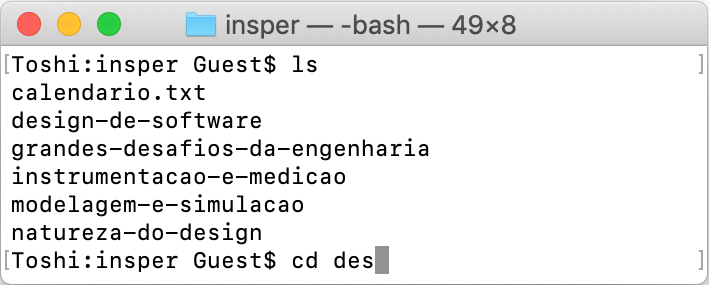 insper — -bash — 49×8
[Toshi:insper Guest$ ls ]
calendario.txt
design-de-software
grandes-desafios-da-engenharia
instrumentacao-e-medicao
modelagem-e-simulacao
natureza-do-design
[Toshi:insper Guest$ cd des ]